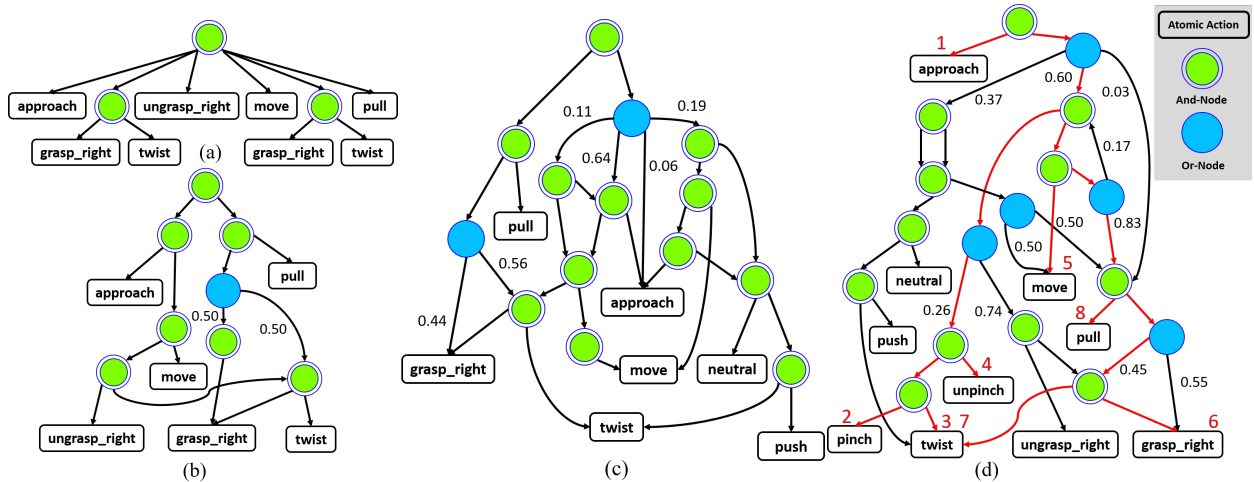 approach
ungrasp_right
move
pull
grasp_right
twist
grasp_right
twist
(a)
approach
pull
0.50
0.50
move
ungrasp_right
grasp_right
twist
(b)
0.11
0.19
0.64
0.06
pull
0.56
0.44
approach
grasp_right
move
neutral
twist
push
(c)
1
approach
0.60
0.03
0.37
0.17
0.50
0.83
0.50
5
neutral
move
0.26
0.74
8
push
pull
4
0.45
0.55
unpinch
2
3
7
6
pinch
twist
ungrasp_right
grasp_right
(d)
Atomic Action
And-Node
Or-Node